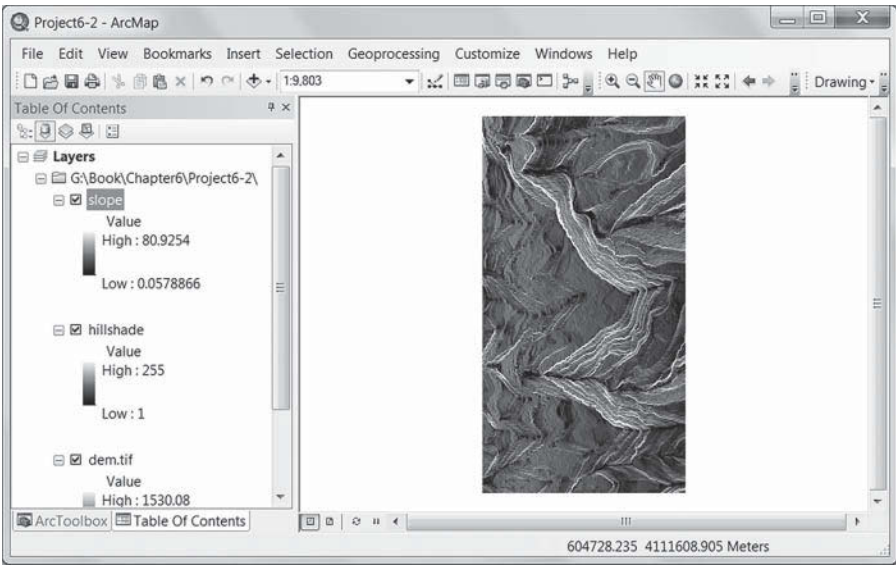 Project6-2 - ArcMap
File Edit View Bookmarks Insert Selection Geoprocessing Customize Windows Help
1:9,803
Drawing
Table Of Contents
Layers
G:\Book\Chapter6\Project6-2\
slope
Value
High : 80.9254
Low : 0.0578866
hillshade
Value
High : 255
Low : 1
dem.tif
Value
High : 1530.08
ArcToolbox Table Of Contents
604728.235 4111608.905 Meters